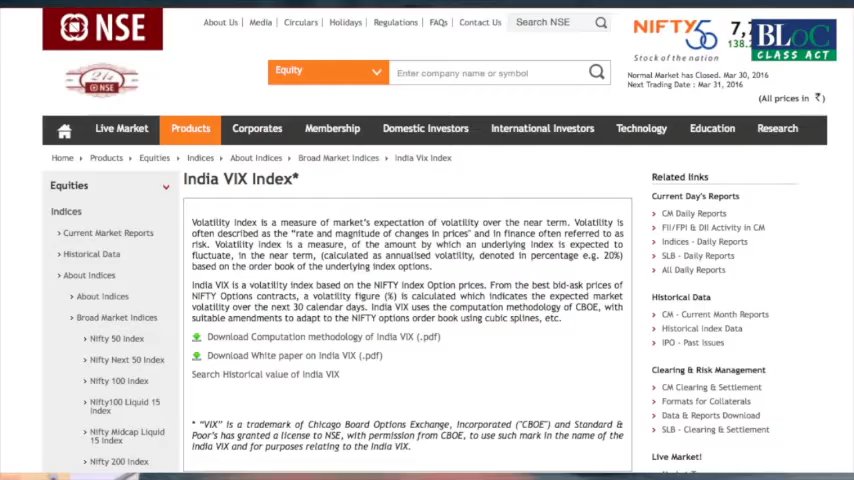 NSE
About Us | Media | Circulars | Holidays | Regulations | FAQs | Contact Us
Search NSE
NIFTY50
Stock of the nation
7,7
138.2
BLoC
CLASS ACT
NSE
Equity
Enter company name or symbol
Normal Market has Closed. Mar 30, 2016
Next Trading Date : Mar 31, 2016
(All prices in ₹)
Live Market Products Corporates Membership Domestic Investors International Investors Technology Education Research
Home › Products › Equities › Indices › About Indices › Broad Market Indices › India Vix Index
Equities
Indices
› Current Market Reports
› Historical Data
› About Indices
› About Indices
› Broad Market Indices
› Nifty 50 Index
› Nifty Next 50 Index
› Nifty 100 Index
› Nifty100 Liquid 15
Index
› Nifty Midcap Liquid
15 Index
› Nifty 200 Index
India VIX Index*
Volatility Index is a measure of market's expectation of volatility over the near term. Volatility is
often described as the "rate and magnitude of changes in prices" and in finance often referred to as
risk. Volatility Index is a measure, of the amount by which an underlying Index is expected to
fluctuate, in the near term, (calculated as annualised volatility, denoted in percentage e.g. 20%)
based on the order book of the underlying index options.
India VIX is a volatility index based on the NIFTY Index Option prices. From the best bid-ask prices of
NIFTY Options contracts, a volatility figure (%) is calculated which indicates the expected market
volatility over the next 30 calendar days. India VIX uses the computation methodology of CBOE, with
suitable amendments to adapt to the NIFTY options order book using cubic splines, etc.
Download Computation methodology of India VIX (.pdf)
Download White paper on India VIX (.pdf)
Search Historical value of India VIX
* "VIX" is a trademark of Chicago Board Options Exchange, Incorporated ("CBOE") and Standard &
Poor's has granted a license to NSE, with permission from CBOE, to use such mark in the name of the
India VIX and for purposes relating to the India VIX.
Related links
Current Day's Reports
› CM Daily Reports
› FII/FPI & DII Activity in CM
› Indices - Daily Reports
› SLB - Daily Reports
› All Daily Reports
Historical Data
› CM - Current Month Reports
› Historical Index Data
› IPO - Past Issues
Clearing & Risk Management
› CM Clearing & Settlement
› Formats for Collaterals
› Data & Reports Download
› SLB - Clearing & Settlement
Live Market!